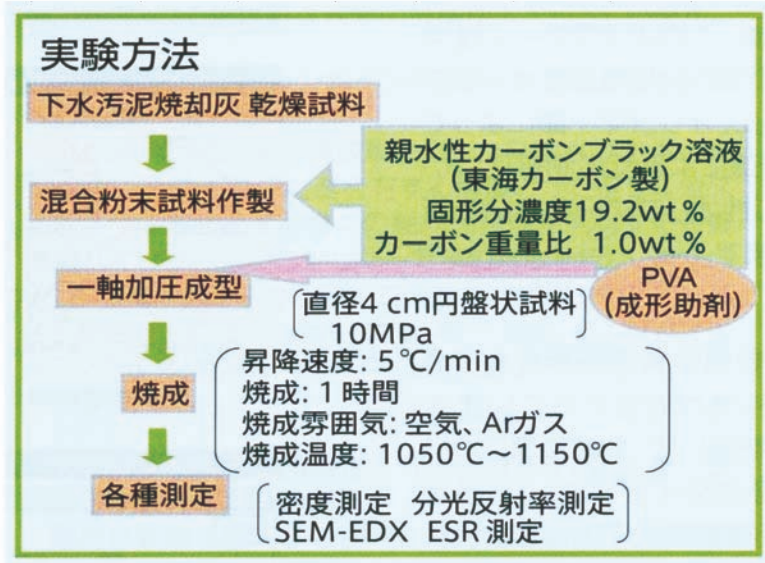 実験方法
下水汚泥焼却灰 乾燥試料
親水性カーボンブラック溶液
(東海カーボン製)
固形分濃度19.2wt%
カーボン重量比 1.0wt%
混合粉末試料作製
PVA
(成形助剤)
一軸加圧成型
直径4 cm円盤状試料
10MPa
昇降速度: 5℃/min
焼成: 1時間
焼成雰囲気: 空気、Arガス
焼成温度: 1050℃〜1150℃
焼成
各種測定
密度測定 分光反射率測定
SEM-EDX ESR 測定